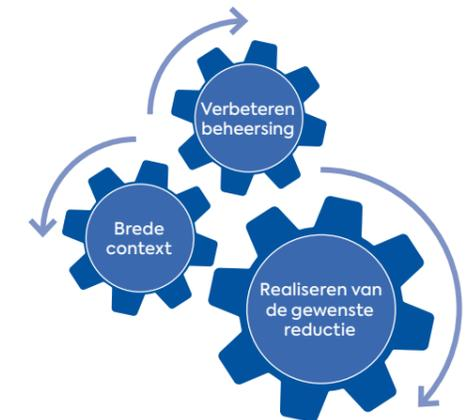 Verbeteren
beheersing
Brede
context
Realiseren van
de gewenste
reductie